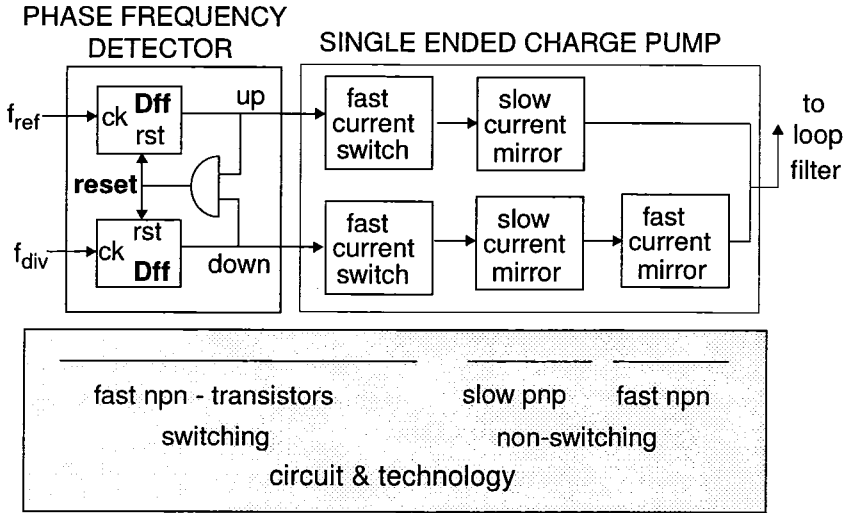 PHASE FREQUENCY
DETECTOR
SINGLE ENDED CHARGE PUMP
f_ref
ck
Dff
rst
up
fast
current
switch
slow
current
mirror
to
loop
filter
reset
f_div
ck
rst
Dff
down
fast
current
switch
slow
current
mirror
fast
current
mirror
fast npn - transistors
slow pnp
fast npn
switching
non-switching
circuit & technology